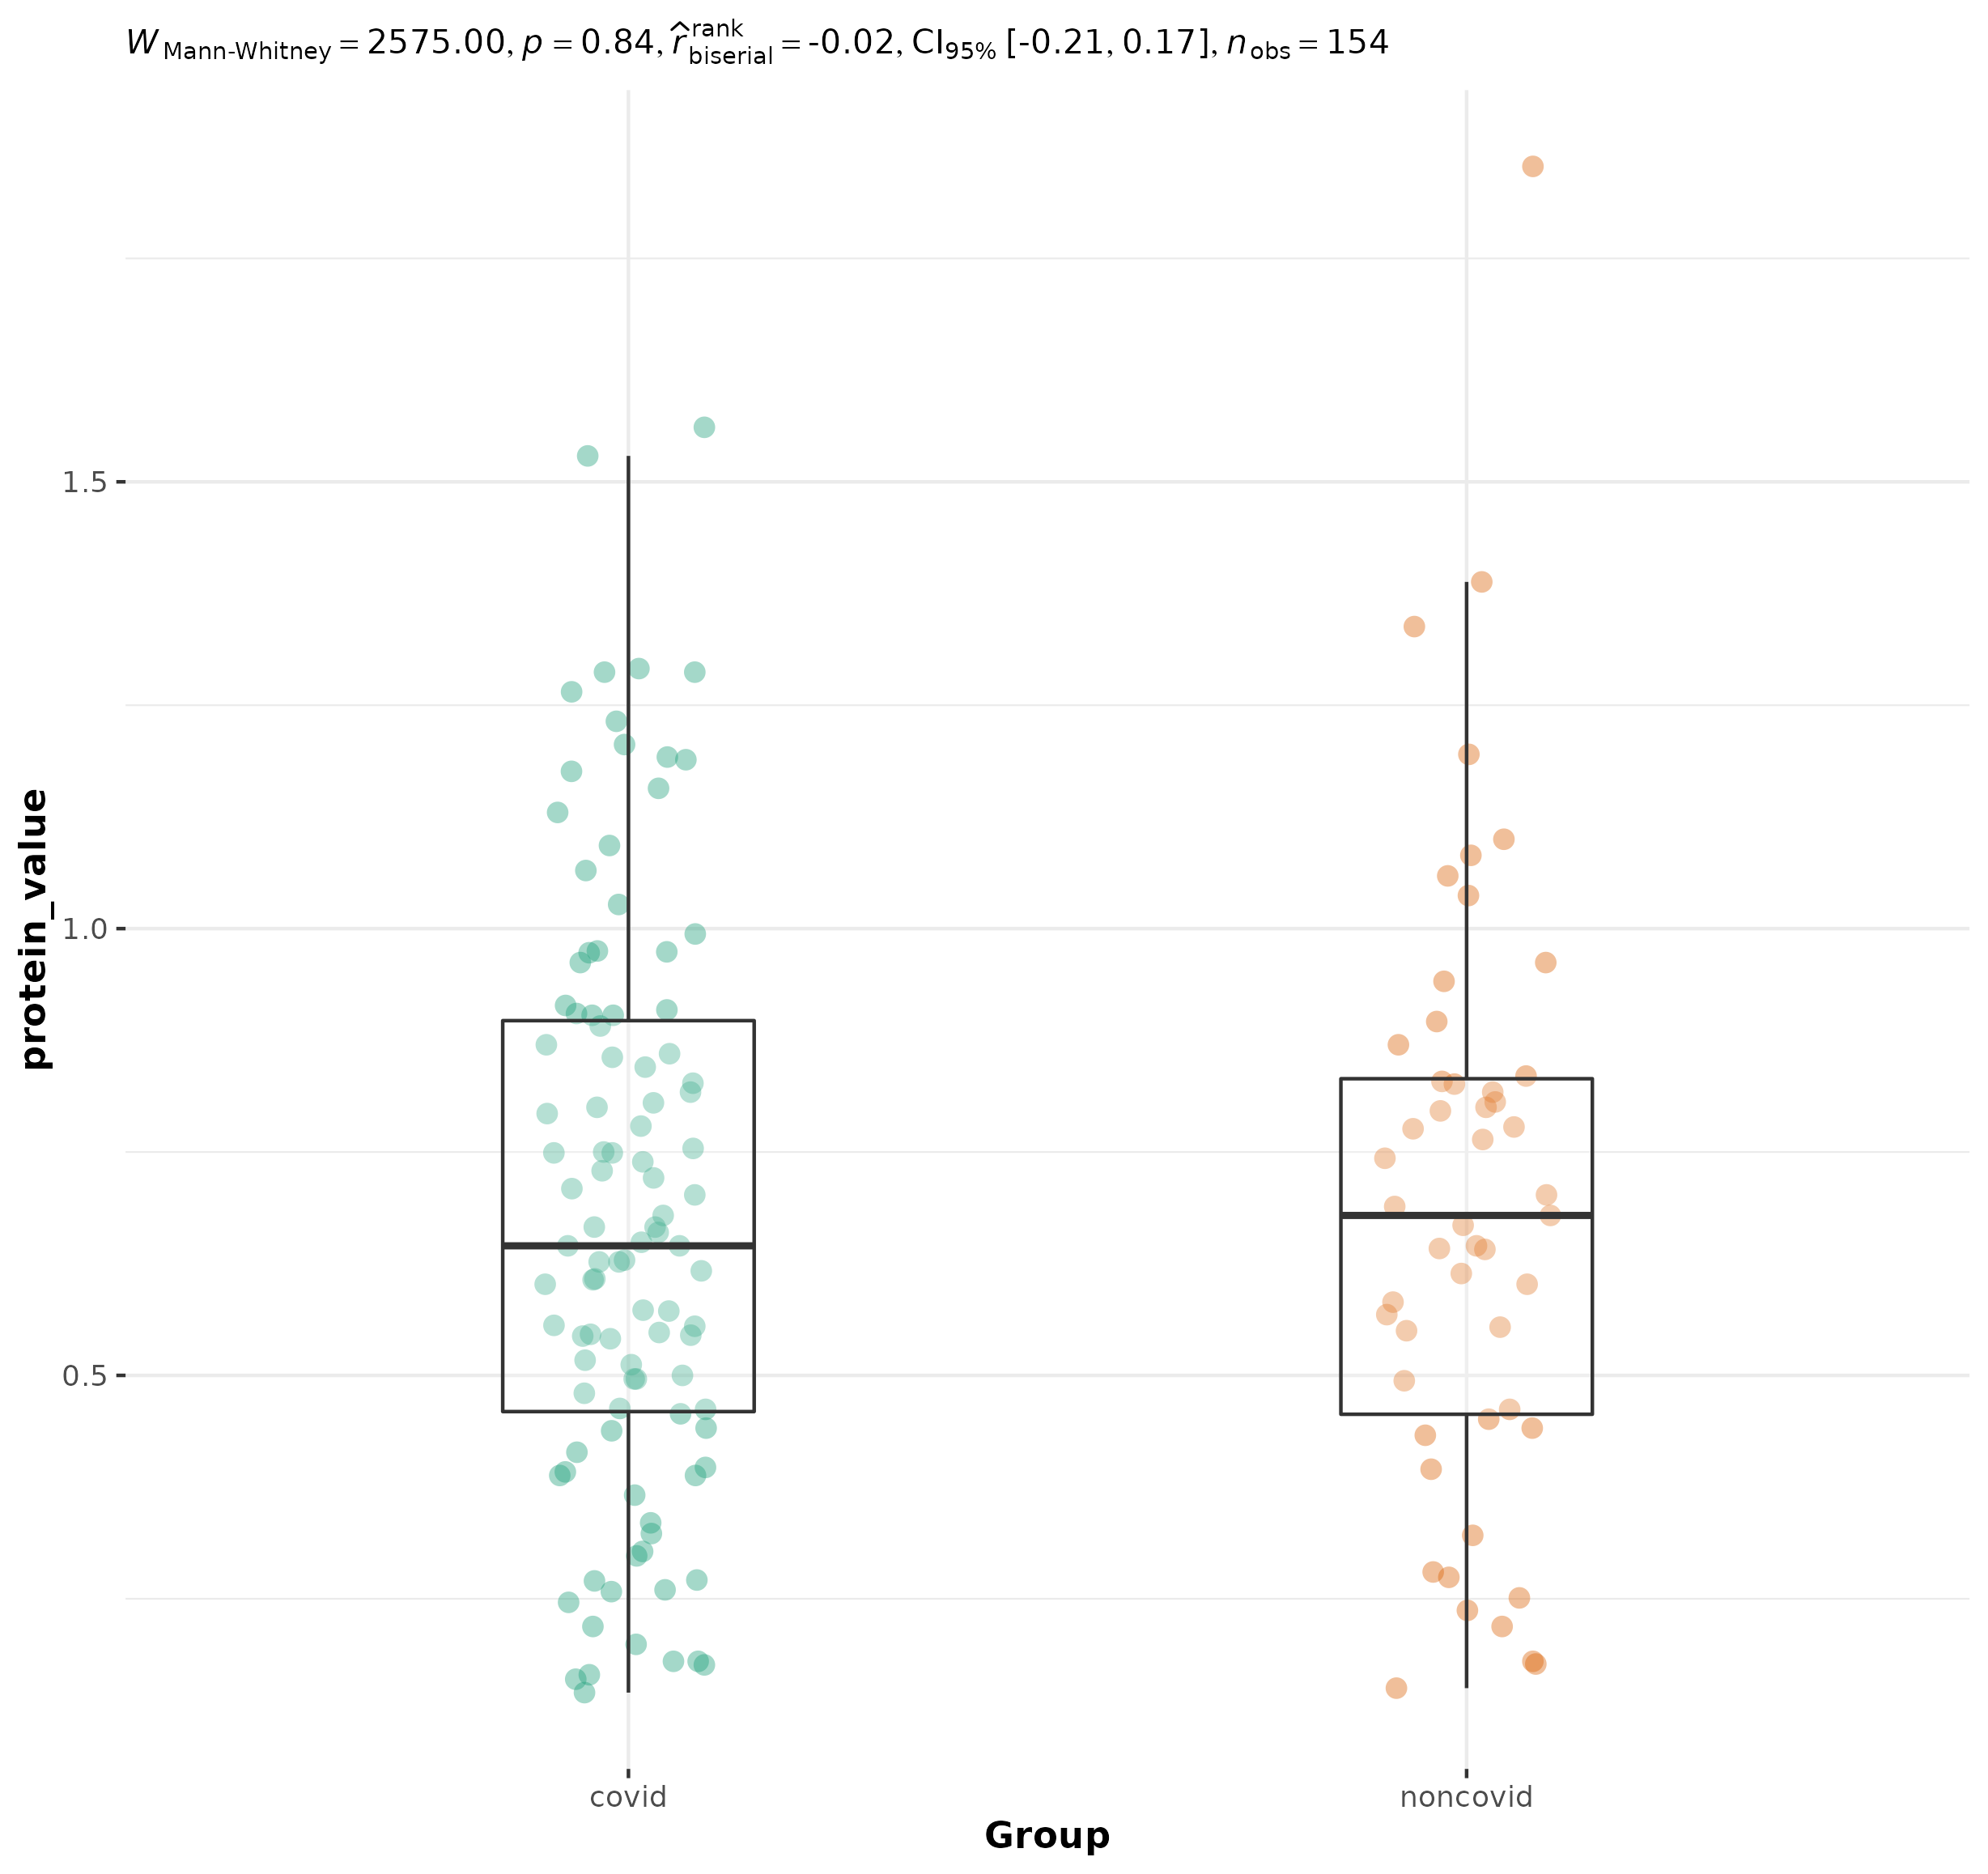 W Mann-Whitney = 2575.00, p = 0.84, r̂ rank biserial = -0.02, CI95% [-0.21, 0.17], nobs = 154
1.5
1.0
0.5
protein_value
covid noncovid
Group